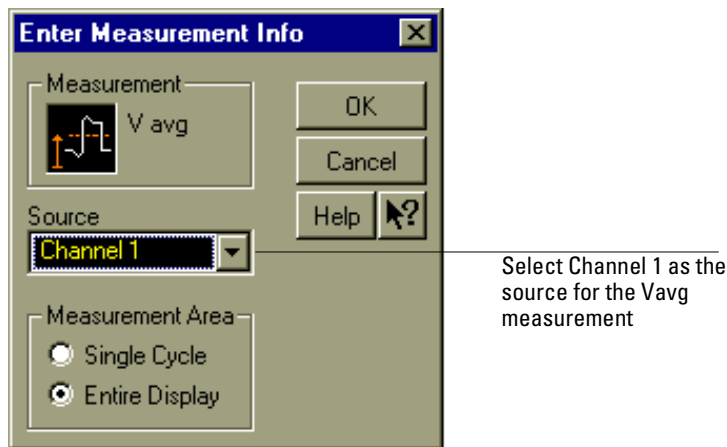 Enter Measurement Info
Measurement
V avg
OK
Cancel
Help
Source
Channel 1
Select Channel 1 as the
source for the Vavg
measurement
Measurement Area
Single Cycle
Entire Display